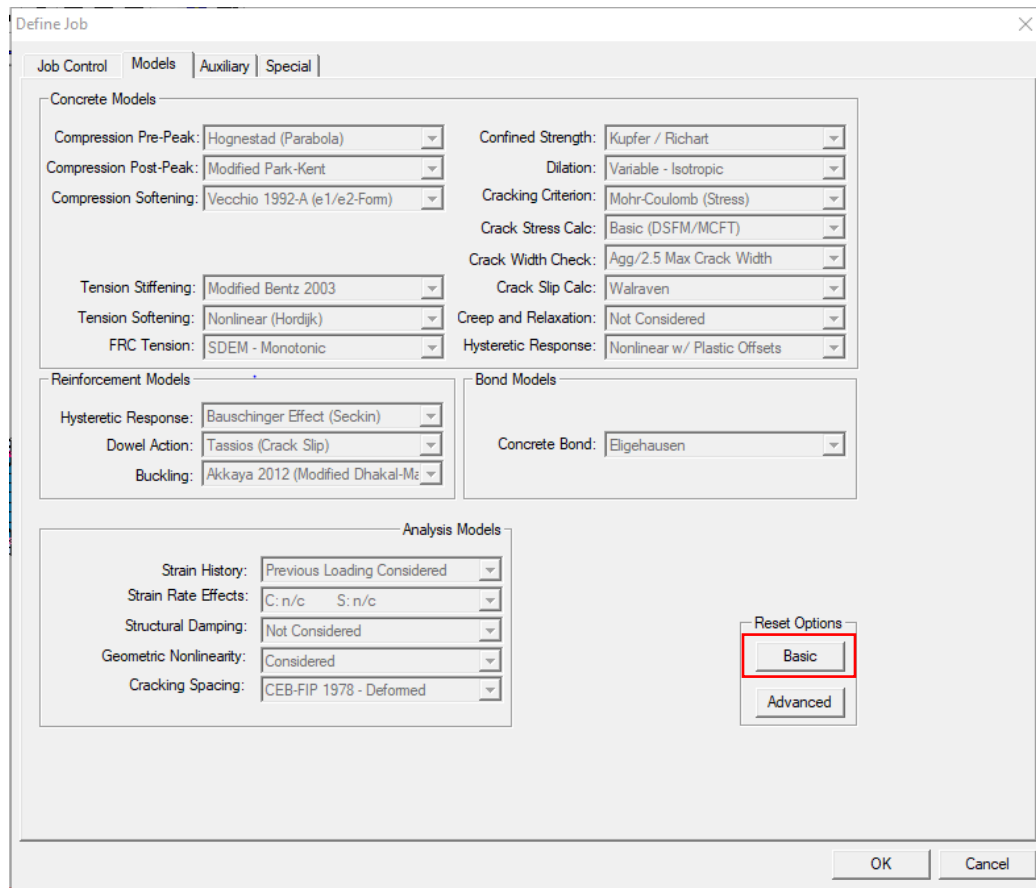 Define Job
Job Control Models Auxiliary Special
Concrete Models
Compression Pre-Peak: Hognestad (Parabola)
Compression Post-Peak: Modified Park-Kent
Compression Softening: Vecchio 1992-A (e1/e2-Form)
Tension Stiffening: Modified Bentz 2003
Tension Softening: Nonlinear (Hordijk)
FRC Tension: SDEM - Monotonic
Confined Strength: Kupfer / Richart
Dilation: Variable - Isotropic
Cracking Criterion: Mohr-Coulomb (Stress)
Crack Stress Calc: Basic (DSFM/MCFT)
Crack Width Check: Agg/2.5 Max Crack Width
Crack Slip Calc: Walraven
Creep and Relaxation: Not Considered
Hysteretic Response: Nonlinear w/ Plastic Offsets
Reinforcement Models
Hysteretic Response: Bauschinger Effect (Seckin)
Dowel Action: Tassios (Crack Slip)
Buckling: Akkaya 2012 (Modified Dhakal-Ma
Bond Models
Concrete Bond: Eligehausen
Analysis Models
Strain History: Previous Loading Considered
Strain Rate Effects: C: n/c S: n/c
Structural Damping: Not Considered
Geometric Nonlinearity: Considered
Cracking Spacing: CEB-FIP 1978 - Deformed
Reset Options
Basic
Advanced
OK Cancel